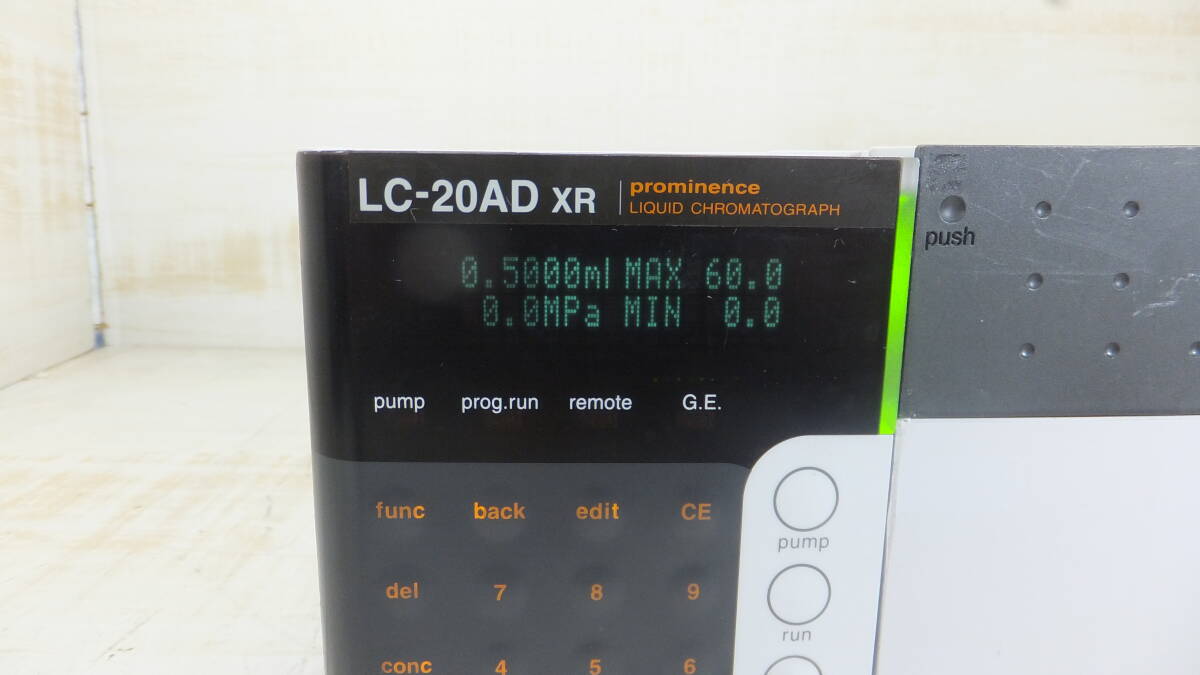 LC-20AD XR
prominence
LIQUID CHROMATOGRAPH
push
0.5000ml MAX 60.0
0.0MPa MIN 0.0
pump prog.run remote G.E.
func back edit CE
pump
del 7 8 9
run
conc 4 5 6